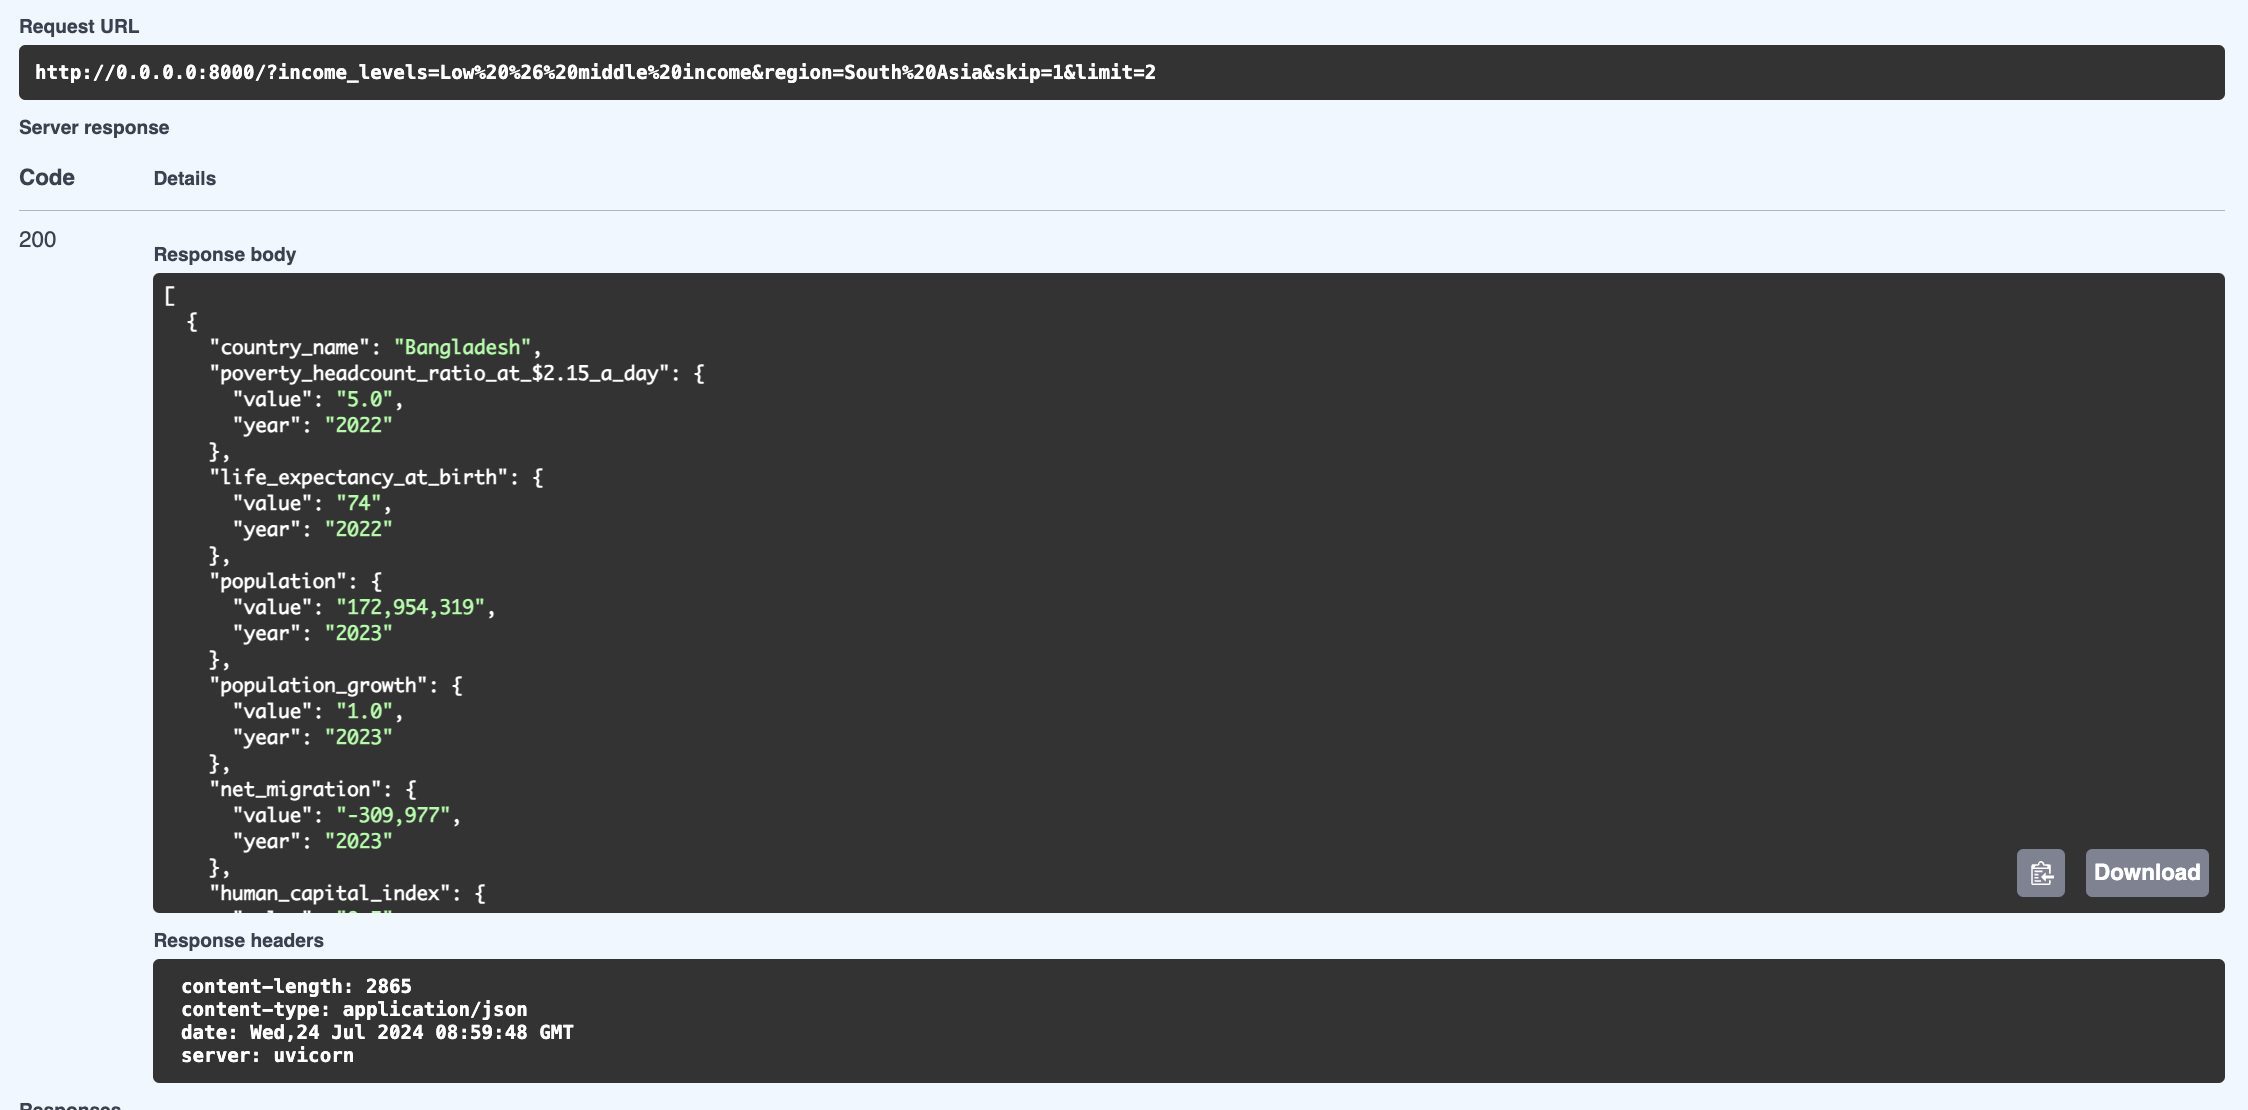 Request URL
http://0.0.0.0:8000/?income_levels=Low%20%26%20middle%20income&region=South%20Asia&skip=1&limit=2
Server response
Code Details
200
Response body
[
  {
    "country_name": "Bangladesh",
    "poverty_headcount_ratio_at_$2.15_a_day": {
      "value": "5.0",
      "year": "2022"
    },
    "life_expectancy_at_birth": {
      "value": "74",
      "year": "2022"
    },
    "population": {
      "value": "172,954,319",
      "year": "2023"
    },
    "population_growth": {
      "value": "1.0",
      "year": "2023"
    },
    "net_migration": {
      "value": "-309,977",
      "year": "2023"
    },
    "human_capital_index": {
Download
Response headers
content-length: 2865
content-type: application/json
date: Wed,24 Jul 2024 08:59:48 GMT
server: uvicorn
Responses